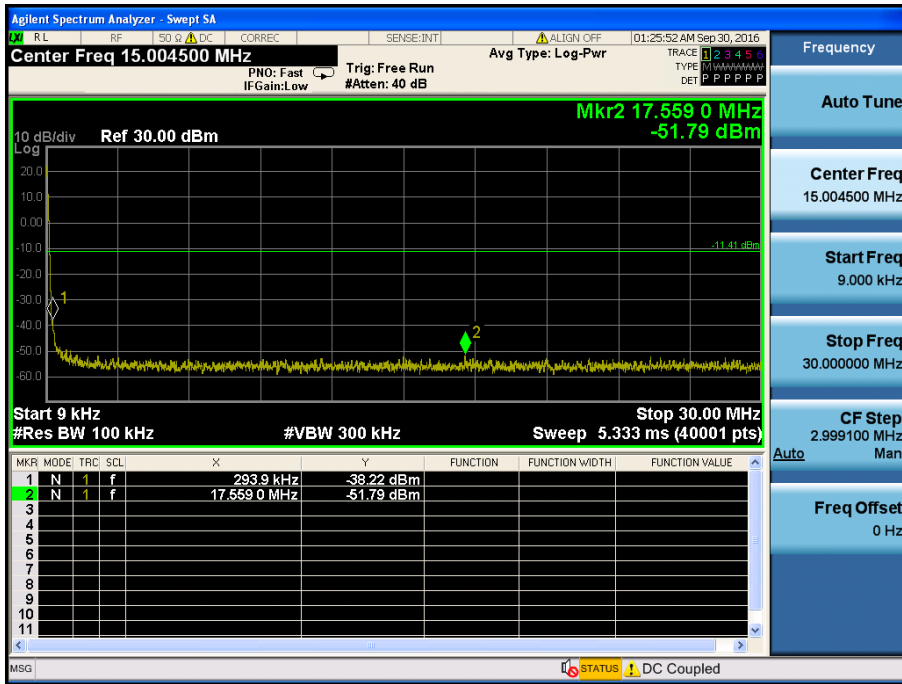 Agilent Spectrum Analyzer - Swept SA
LXI RL RF 50 Ω DC CORREC SENSE:INT ALIGN OFF 01:25:52 AM Sep 30, 2016
Center Freq 15.004500 MHz
PNO: Fast
IFGain:Low
Trig: Free Run
#Atten: 40 dB
Avg Type: Log-Pwr
TRACE 1 2 3 4 5 6
TYPE M W W W W W
DET P P P P P P
Mkr2 17.559 0 MHz
-51.79 dBm
10 dB/div Ref 30.00 dBm
Log
20.0
10.0
0.00
-10.0
-11.41 dBm
-20.0
-30.0
1
-40.0
2
-50.0
-60.0
Start 9 kHz Stop 30.00 MHz
#Res BW 100 kHz #VBW 300 kHz Sweep 5.333 ms (40001 pts)
MKR MODE TRC SCL X Y FUNCTION FUNCTION WIDTH FUNCTION VALUE
1 N 1 f 293.9 kHz -38.22 dBm
2 N 1 f 17.559 0 MHz -51.79 dBm
3
4
5
6
7
8
9
10
11
MSG STATUS DC Coupled
Frequency
Auto Tune
Center Freq
15.004500 MHz
Start Freq
9.000 kHz
Stop Freq
30.000000 MHz
CF Step
2.999100 MHz
Auto Man
Freq Offset
0 Hz